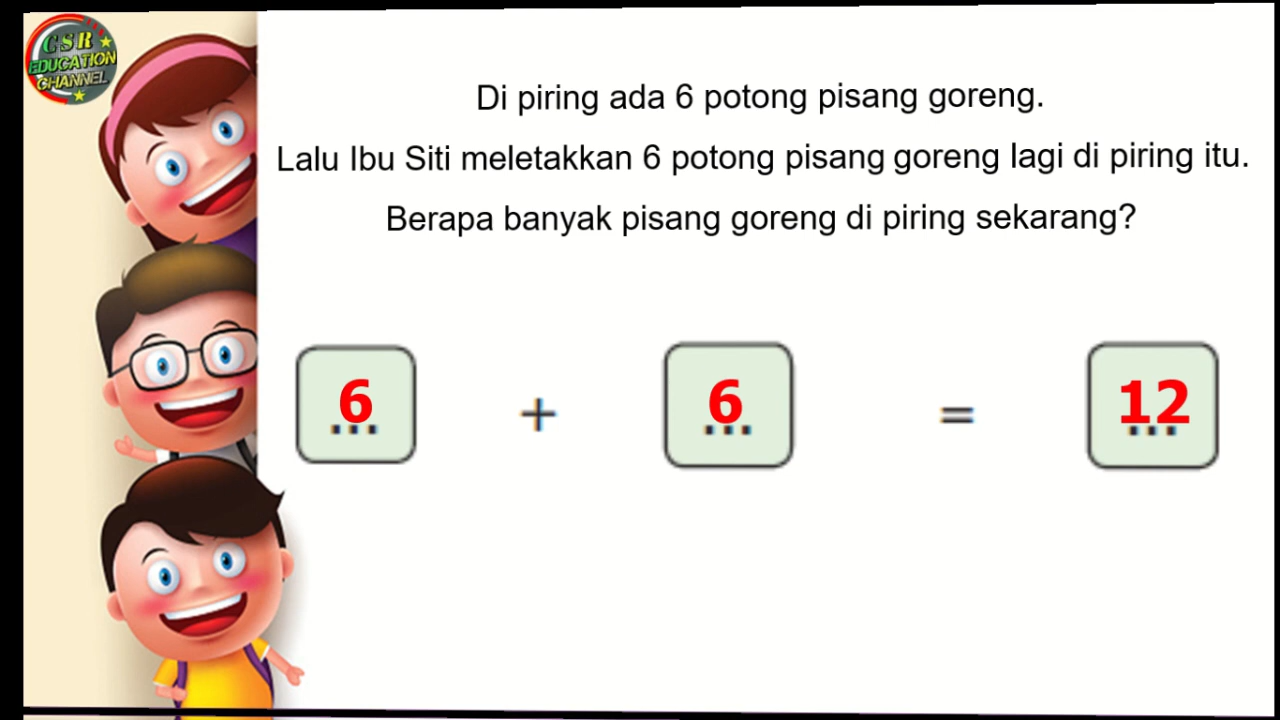 GSR
EDUCATION
CHANNEL
Di piring ada 6 potong pisang goreng.
Lalu Ibu Siti meletakkan 6 potong pisang goreng lagi di piring itu.
Berapa banyak pisang goreng di piring sekarang?
6 + 6 = 12
... ... ...